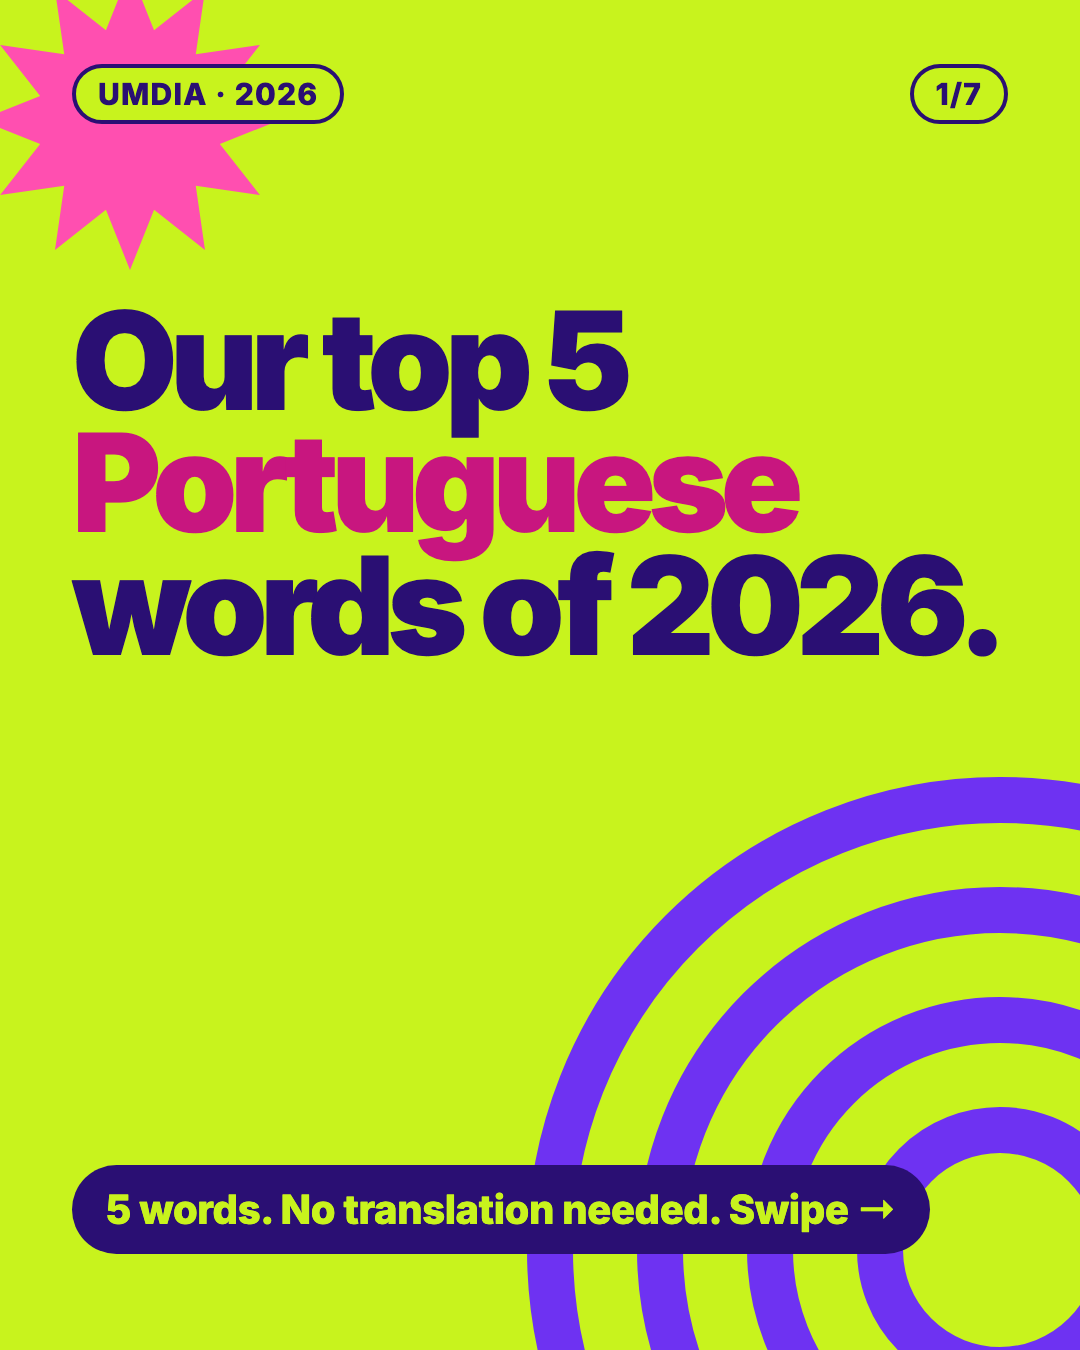 UMDIA · 2026
1/7
Our top 5
Portuguese
words of 2026.
5 words. No translation needed. Swipe →